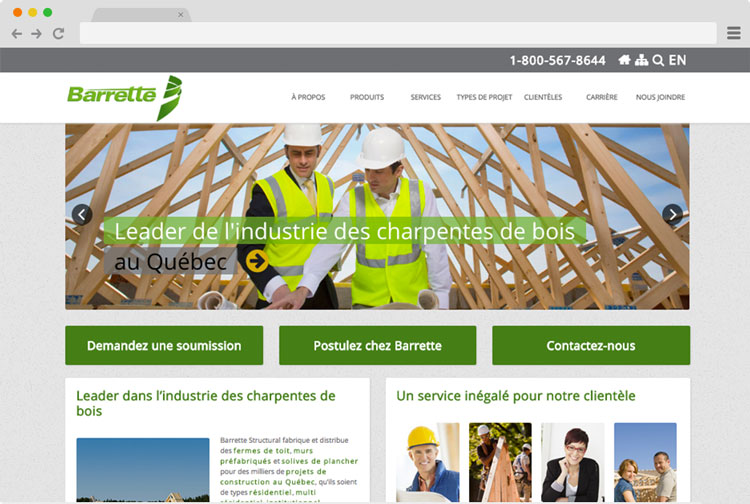 1-800-567-8644 EN
Barrette
À PROPOS PRODUITS SERVICES TYPES DE PROJET CLIENTÈLES CARRIÈRE NOUS JOINDRE
Leader de l'industrie des charpentes de bois
au Québec
Demandez une soumission
Postulez chez Barrette
Contactez-nous
Leader dans l'industrie des charpentes de
bois
Barrette Structural fabrique et distribue
des fermes de toit, murs
préfabriqués et solives de plancher
pour des milliers de projets de
construction au Québec, qu'ils soient
de types résidentiel, multi
résidentiel, institutionnel
Un service inégalé pour notre clientèle